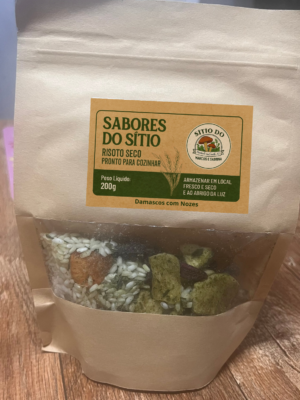 SABORES
DO SÍTIO
RISOTO SECO
PRONTO PARA COZINHAR
Peso Líquido:
200g
SITIO DO
ARMAZENAR EM LOCAL
FRESCO E SECO
E AO ABRIGO DA LUZ
Damascos com Nozes